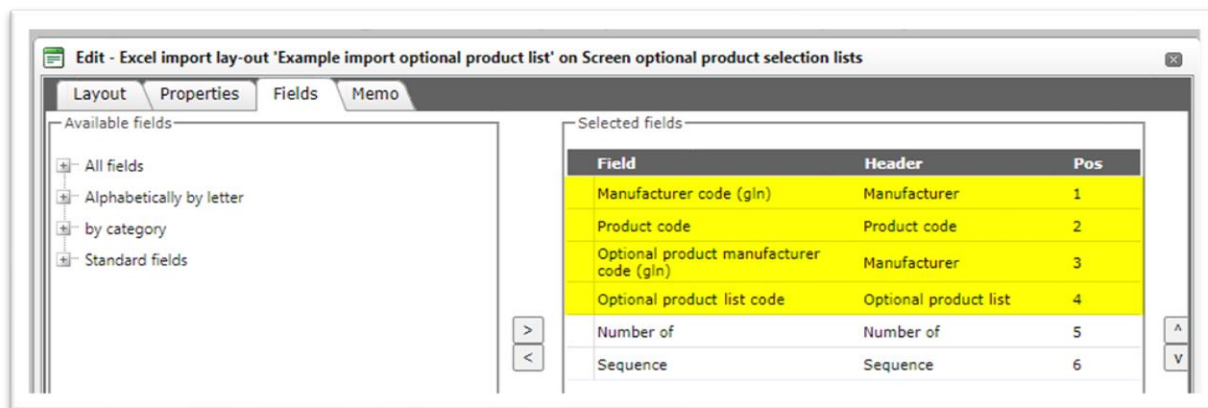 Edit - Excel import lay-out 'Example import optional product list' on Screen optional product selection lists
Layout Properties Fields Memo
Available fields
Selected fields
All fields
Alphabetically by letter
by category
Standard fields
Field Header Pos
Manufacturer code (gln) Manufacturer 1
Product code Product code 2
Optional product manufacturer
code (gln) Manufacturer 3
Optional product list code Optional product list 4
Number of Number of 5
Sequence Sequence 6
>
<
^
v